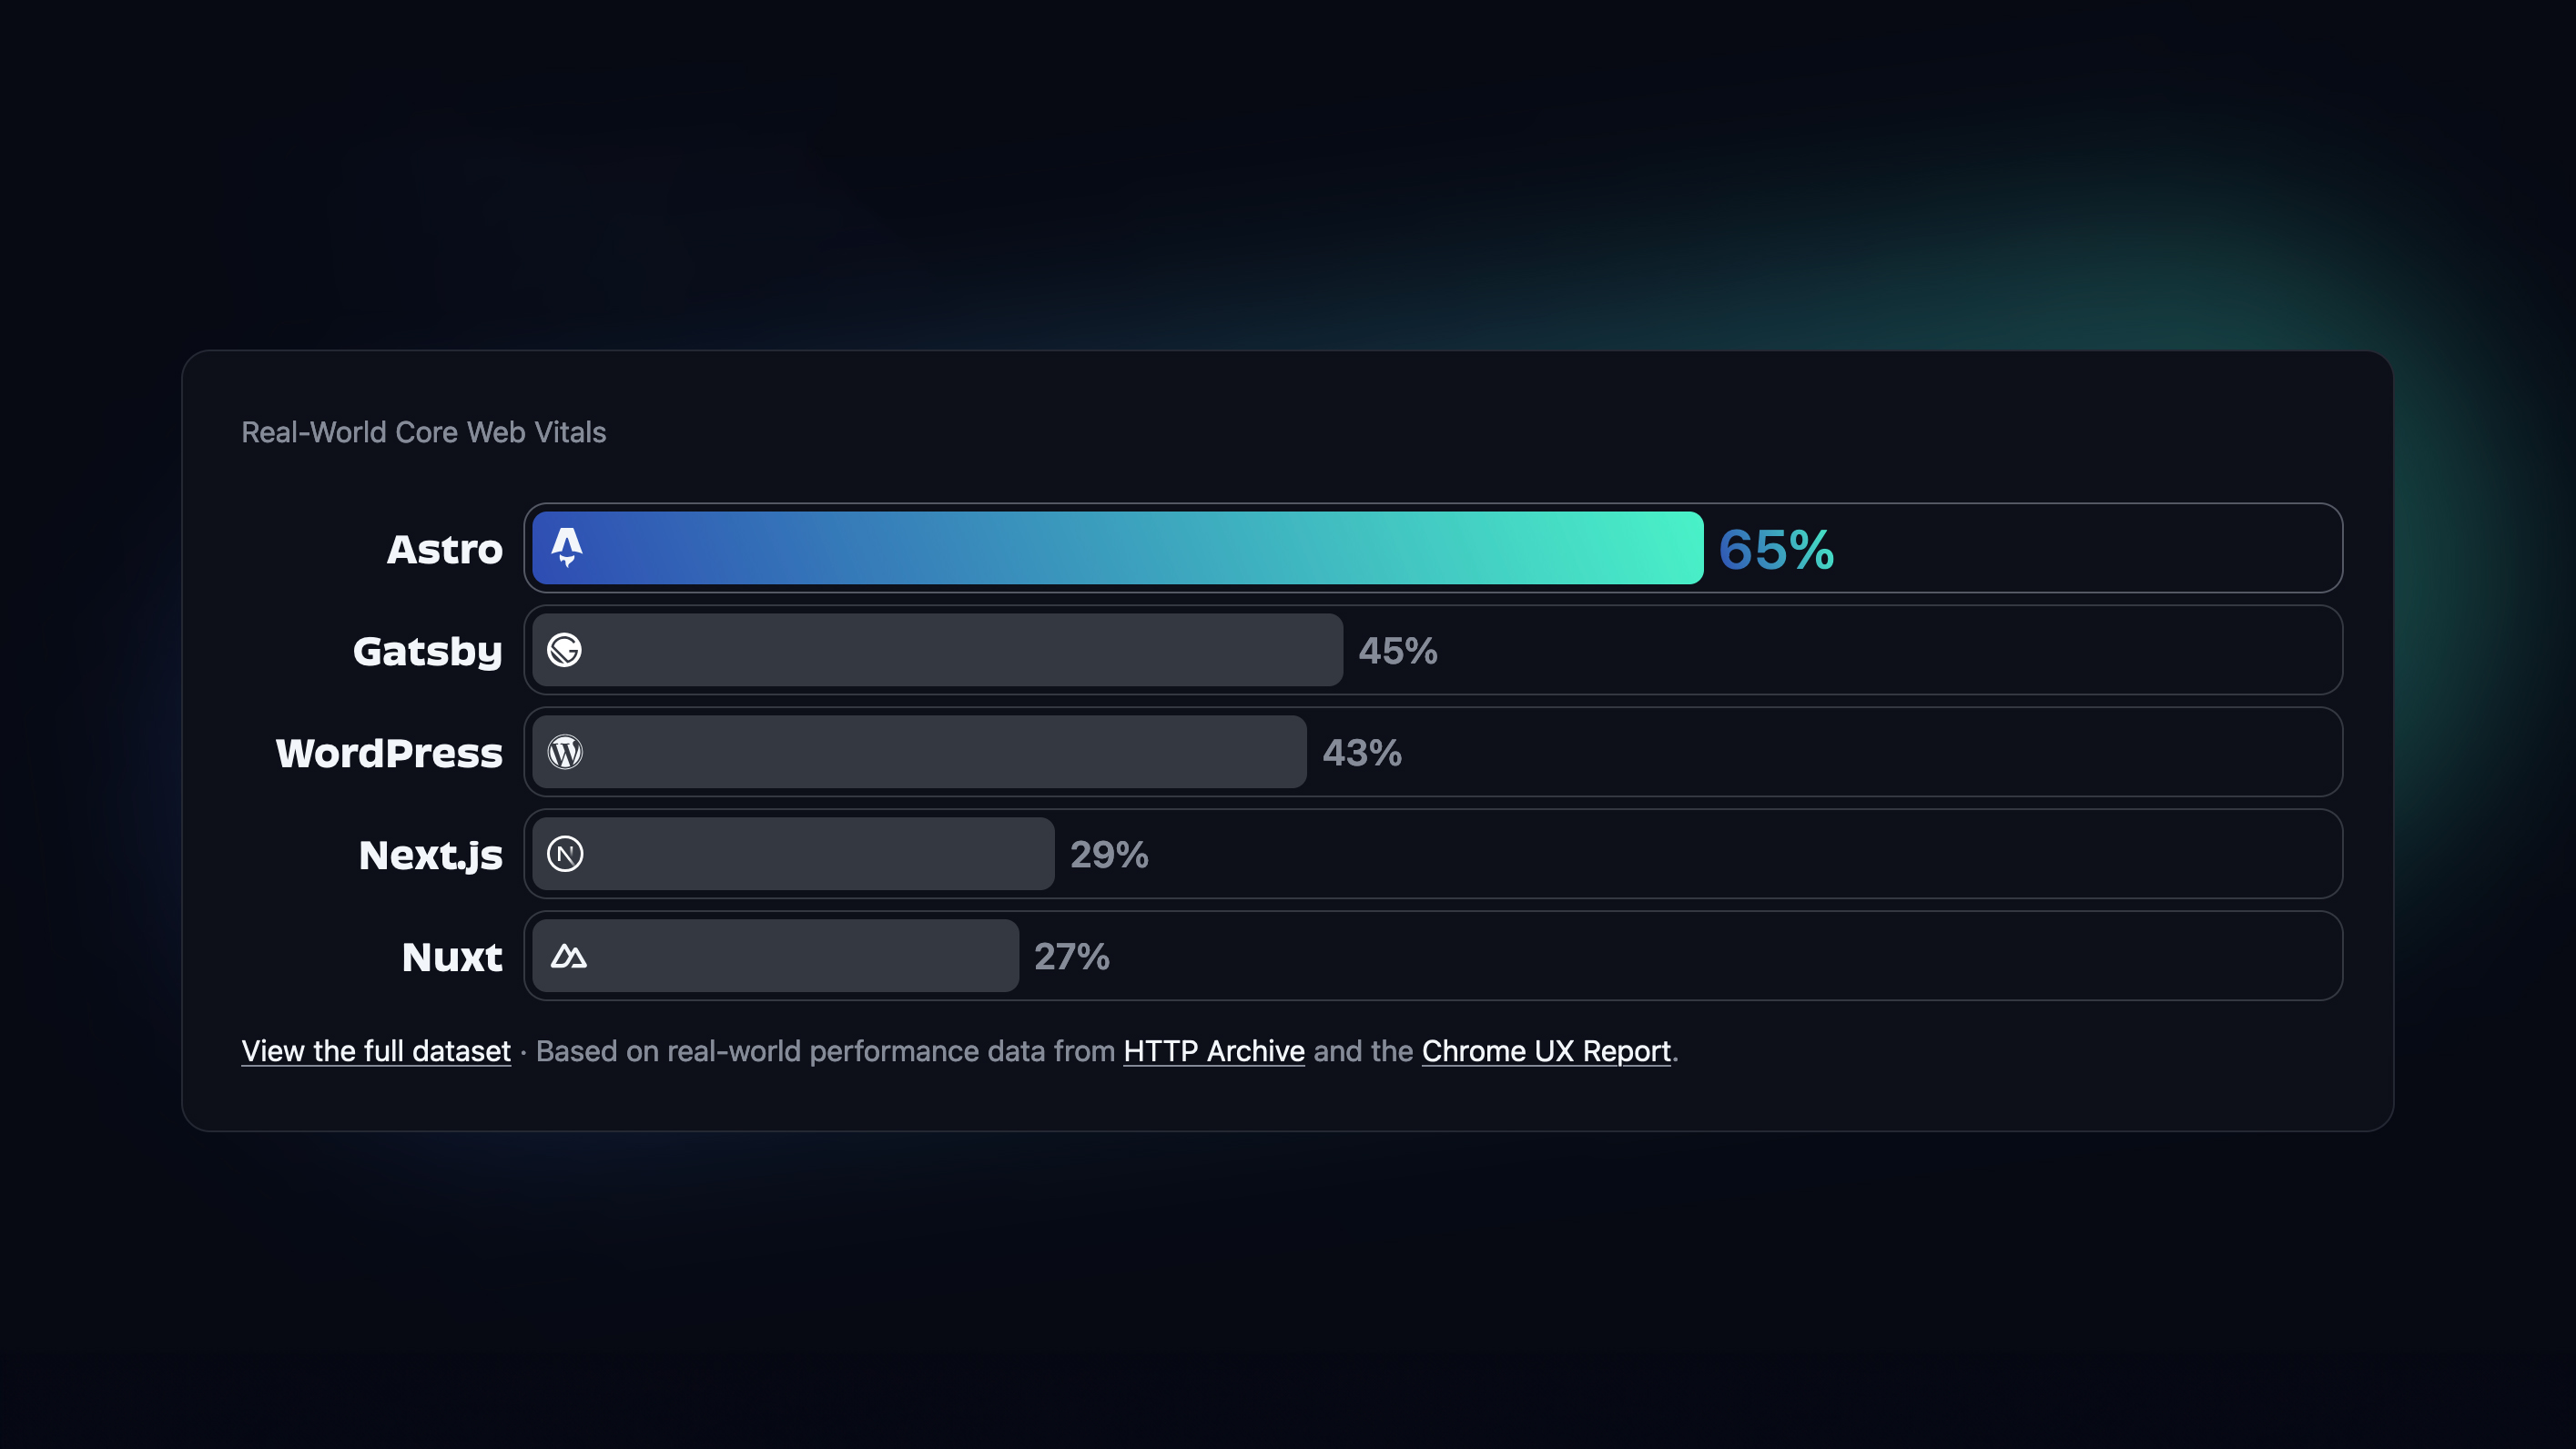 Real-World Core Web Vitals
Astro 65%
Gatsby 45%
WordPress 43%
Next.js 29%
Nuxt 27%
View the full dataset · Based on real-world performance data from HTTP Archive and the Chrome UX Report.